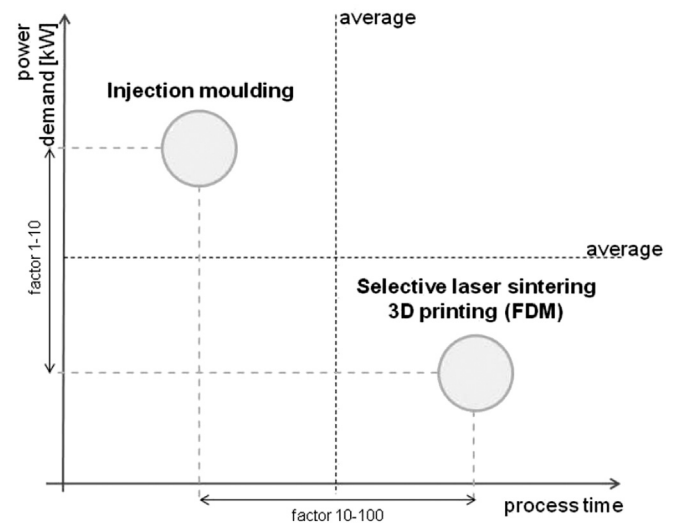 average
power
demand [kW]
Injection moulding
factor 1-10
average
Selective laser sintering
3D printing (FDM)
process time
factor 10-100